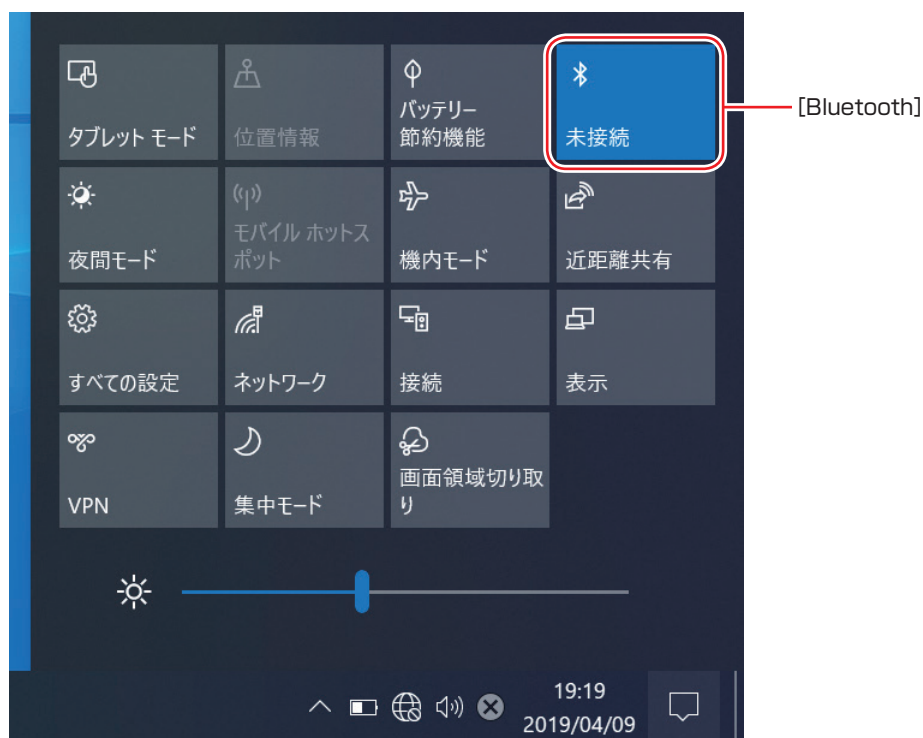 タブレット モード
位置情報
バッテリー
節約機能
未接続
[Bluetooth]
夜間モード
モバイル ホットス
ポット
機内モード
近距離共有
すべての設定
ネットワーク
接続
表示
VPN
集中モード
画面領域切り取
り
19:19
2019/04/09